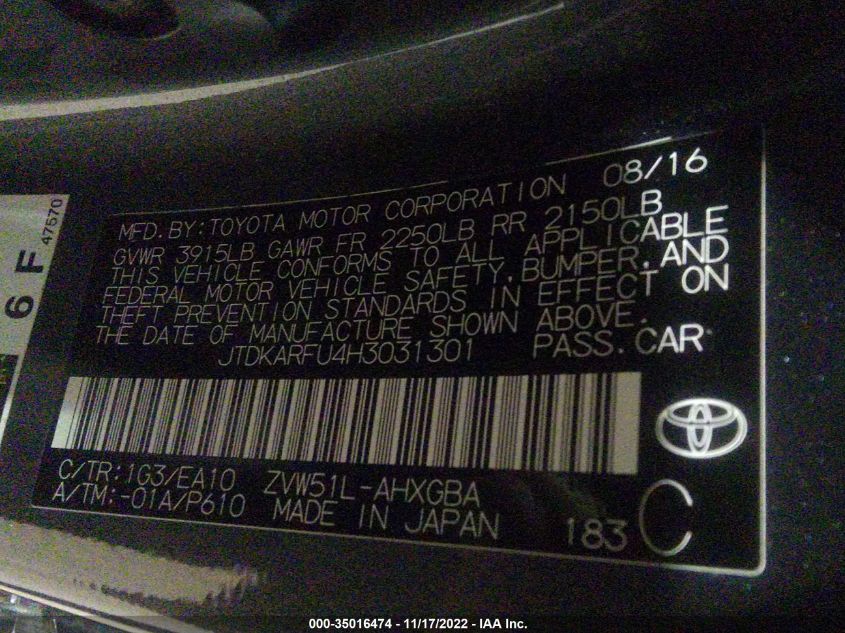 MFD.BY:TOYOTA MOTOR CORPORATION 08/16
GVWR 3915LB GAWR FR 2250LB RR 2150LB
THIS VEHICLE CONFORMS TO ALL APPLICABLE
FEDERAL MOTOR VEHICLE SAFETY,BUMPER,AND
THEFT PREVENTION STANDARDS IN EFFECT ON
THE DATE OF MANUFACTURE SHOWN ABOVE.
JTDKARFU4H3031301 PASS.CAR
C/TR:1G3/EA10 ZVW51L-AHXGBA
A/TM:-01A/P610 MADE IN JAPAN 183 C
6F
47570
000-35016474 - 11/17/2022 - IAA Inc.